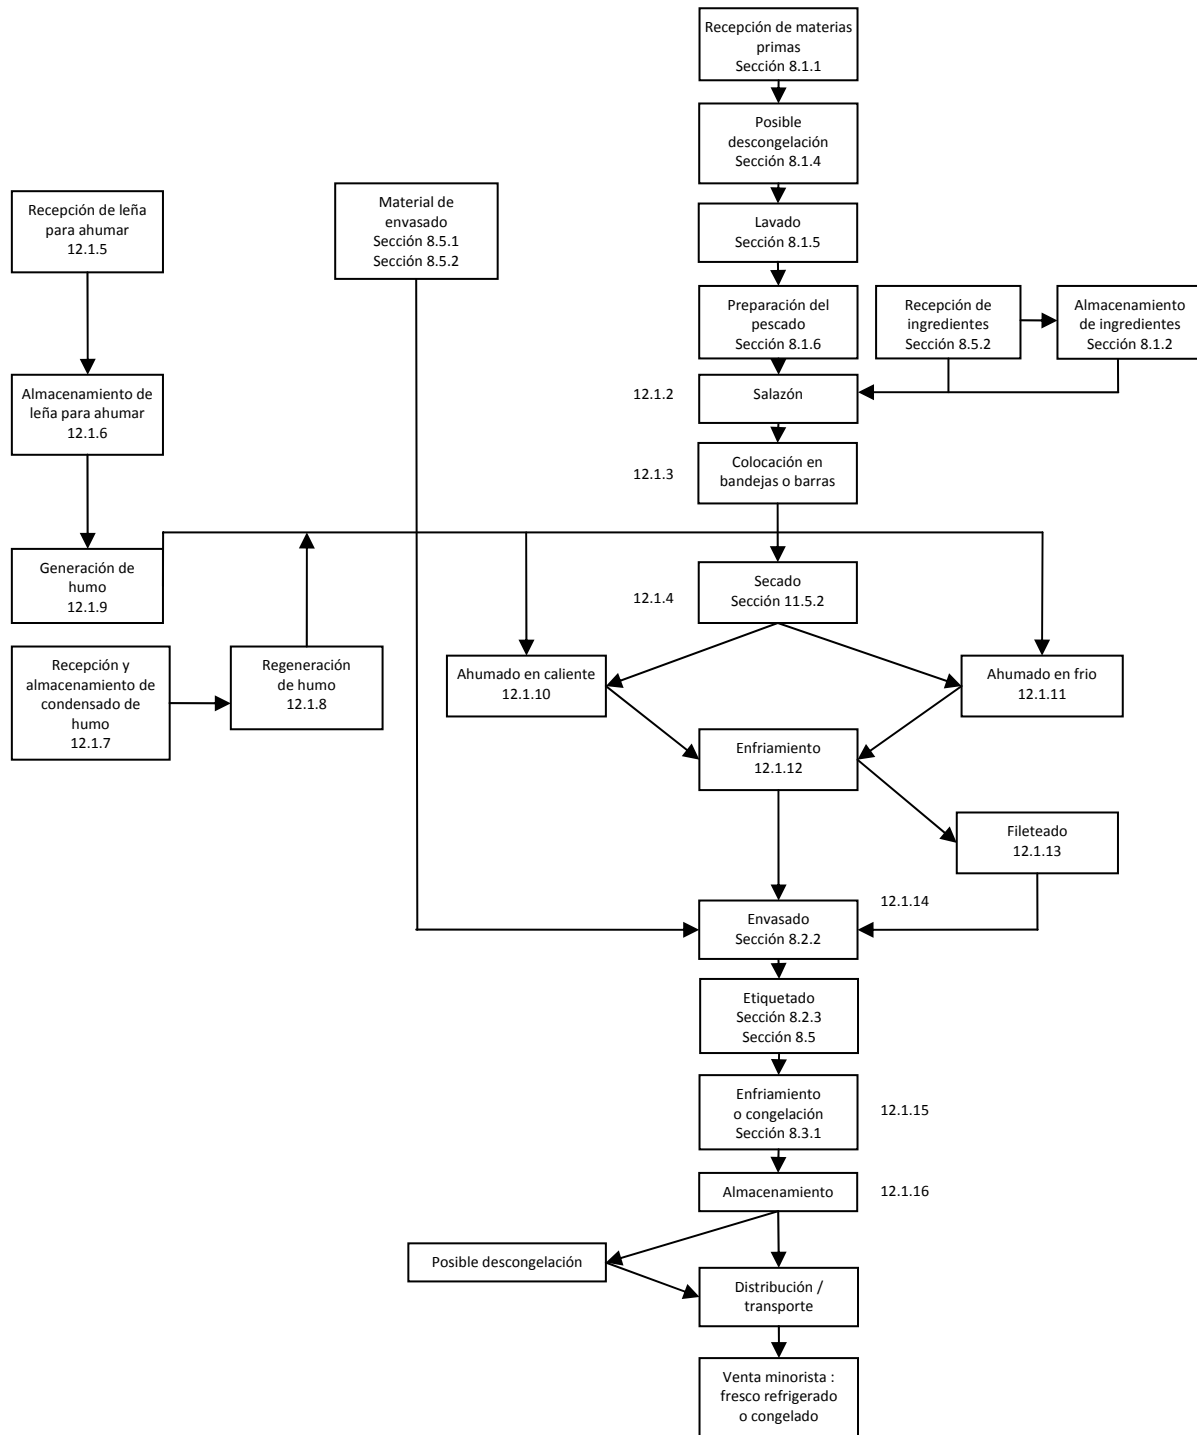 Recepción de materias
primas
Sección 8.1.1
Posible
descongelación
Sección 8.1.4
Recepción de leña
para ahumar
12.1.5
Material de
envasado
Sección 8.5.1
Sección 8.5.2
Lavado
Sección 8.1.5
Preparación del
pescado
Sección 8.1.6
Recepción de
ingredientes
Sección 8.5.2
Almacenamiento
de ingredientes
Sección 8.1.2
Almacenamiento de
leña para ahumar
12.1.6
12.1.2
Salazón
12.1.3
Colocación en
bandejas o barras
Generación de
humo
12.1.9
12.1.4
Secado
Sección 11.5.2
Recepción y
almacenamiento de
condensado de
humo
12.1.7
Regeneración
de humo
12.1.8
Ahumado en caliente
12.1.10
Ahumado en frio
12.1.11
Enfriamiento
12.1.12
Fileteado
12.1.13
12.1.14
Envasado
Sección 8.2.2
Etiquetado
Sección 8.2.3
Sección 8.5
Enfriamiento
o congelación
Sección 8.3.1
12.1.15
Almacenamiento
12.1.16
Posible descongelación
Distribución /
transporte
Venta minorista :
fresco refrigerado
o congelado